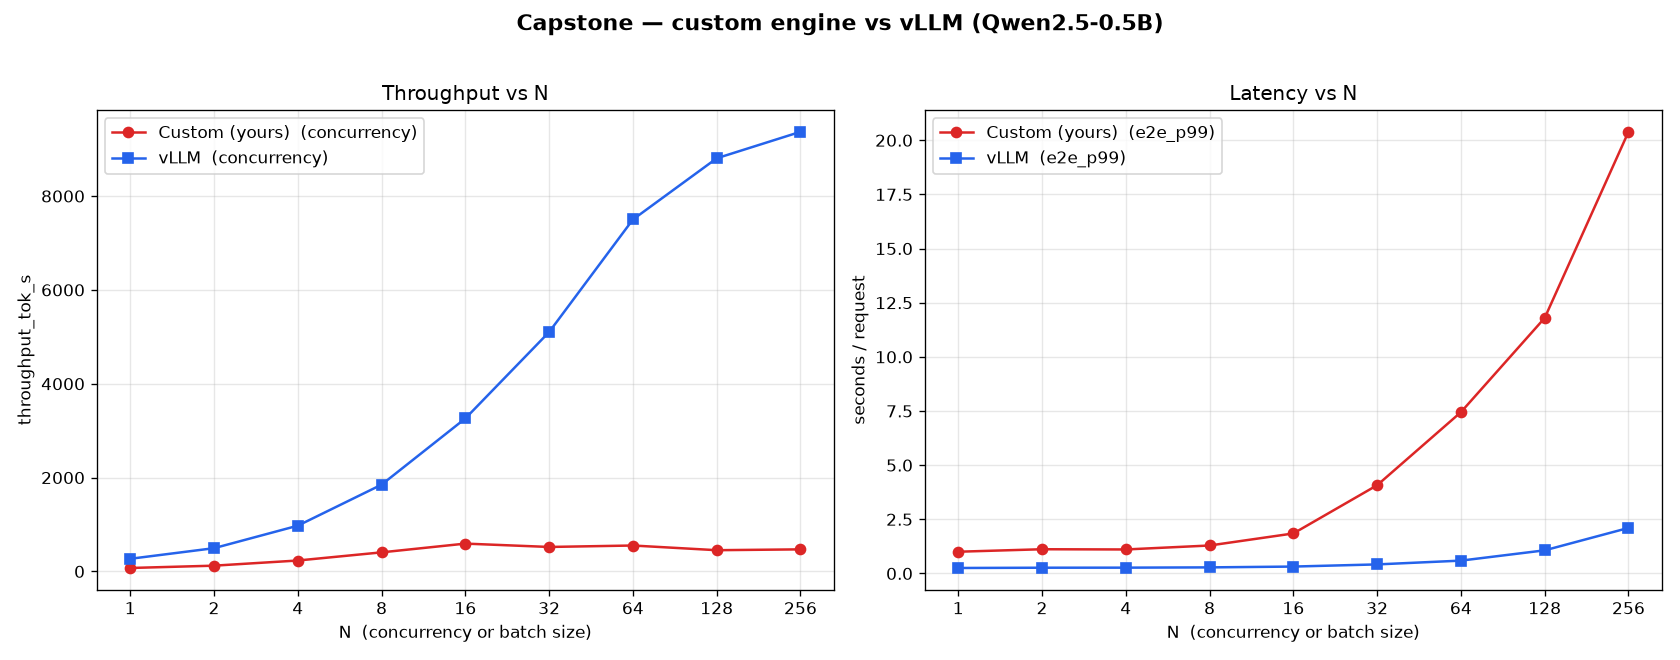 Capstone — custom engine vs vLLM (Qwen2.5-0.5B)
Throughput vs N
Custom (yours)  (concurrency)
vLLM  (concurrency)
throughput_tok_s
8000
6000
4000
2000
0
1 2 4 8 16 32 64 128 256
N  (concurrency or batch size)
Latency vs N
Custom (yours)  (e2e_p99)
vLLM  (e2e_p99)
seconds / request
20.0
17.5
15.0
12.5
10.0
7.5
5.0
2.5
0.0
1 2 4 8 16 32 64 128 256
N  (concurrency or batch size)